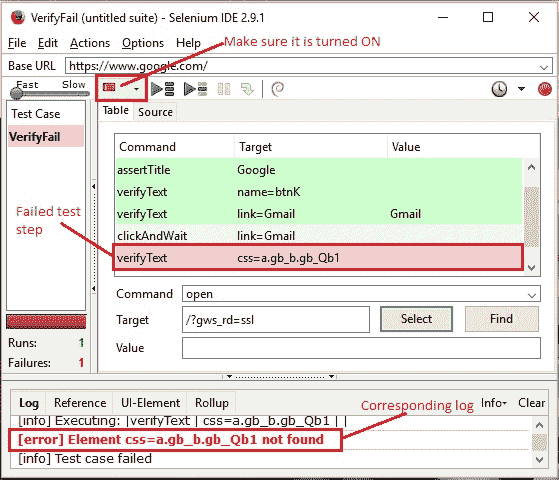 VerifyFail (untitled suite) - Selenium IDE 2.9.1
File Edit Actions Options Help
Make sure it is turned ON
Base URL https://www.google.com/
Fast Slow
Table Source
Test Case
VerifyFail
Command Target Value
assertTitle Google
verifyText name=btnK
verifyText link=Gmail Gmail
clickAndWait link=Gmail
verifyText css=a.gb_b.gb_Qb1
Failed test
step
Command open
Target /?gws_rd=ssl Select Find
Value
Runs: 1
Failures: 1
Log Reference UI-Element Rollup Info Clear
Corresponding log
[info] Executing: |verifyText | css=a.gb_b.gb_Qb1 | |
[error] Element css=a.gb_b.gb_Qb1 not found
[info] Test case failed